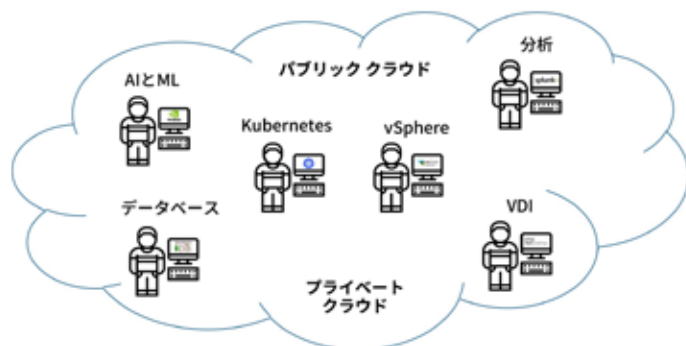 分析
パブリック クラウド
AIとML
splunk
Kubernetes
vSphere
データベース
VDI
プライベート
クラウド